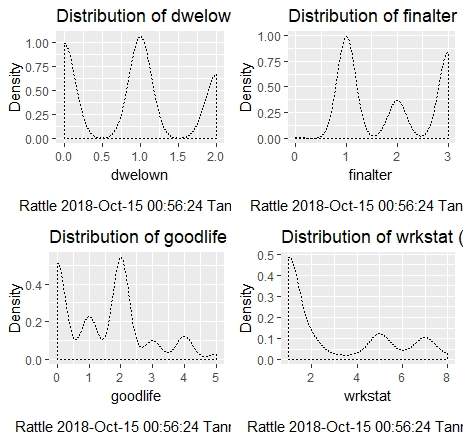 Distribution of dwelow
1.00
0.75
0.50
0.25
0.00
Density
0.0 0.5 1.0 1.5 2.0
dwelown
Rattle 2018-Oct-15 00:56:24 Tan
Distribution of finalter
1.00
0.75
0.50
0.25
0.00
Density
0 1 2 3
finalter
Rattle 2018-Oct-15 00:56:24 Tan
Distribution of goodlife
0.4
0.2
0.0
Density
0 1 2 3 4 5
goodlife
Rattle 2018-Oct-15 00:56:24 Tanr
Distribution of wrkstat (
0.5
0.4
0.3
0.2
0.1
0.0
Density
2 4 6 8
wrkstat
Rattle 2018-Oct-15 00:56:24 Tanr